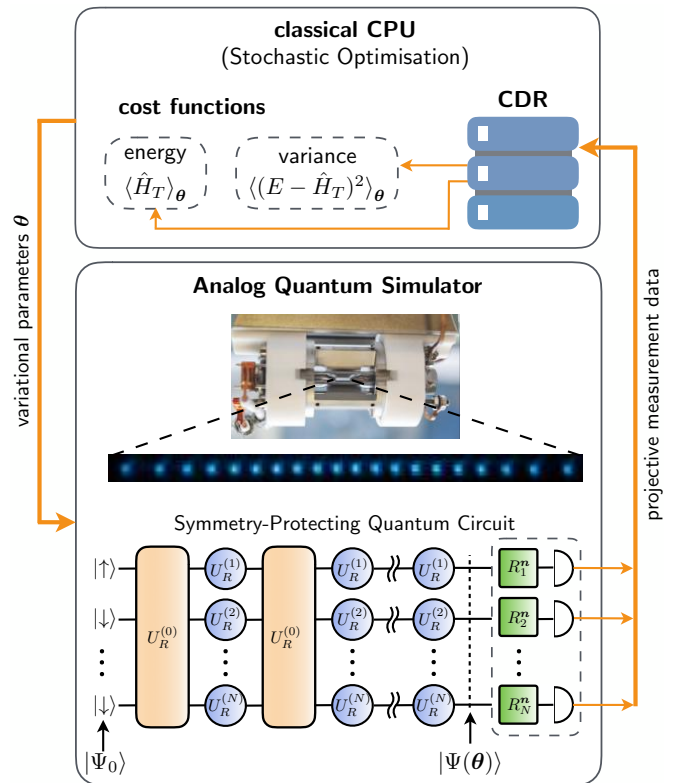 classical CPU
(Stochastic Optimisation)
cost functions
CDR
energy
⟨Ĥ_T⟩_θ
variance
⟨(E − Ĥ_T)²⟩_θ
variational parameters θ
projective measurement data
Analog Quantum Simulator
Symmetry-Protecting Quantum Circuit
|↑⟩ U_R^(1) U_R^(1) U_R^(1) R_1^n
|↓⟩ U_R^(2) U_R^(2) U_R^(2) R_2^n
U_R^(0) U_R^(0)
|↓⟩ U_R^(N) U_R^(N) U_R^(N) R_N^n
|Ψ_0⟩ |Ψ(θ)⟩